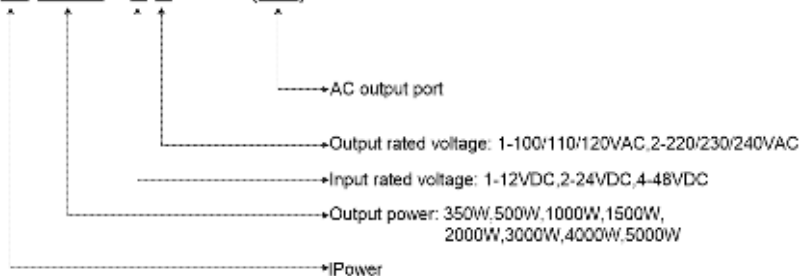 AC output port
Output rated voltage: 1-100/110/120VAC,2-220/230/240VAC
Input rated voltage: 1-12VDC,2-24VDC,4-48VDC
Output power: 350W,500W,1000W,1500W,
2000W,3000W,4000W,5000W
IPower